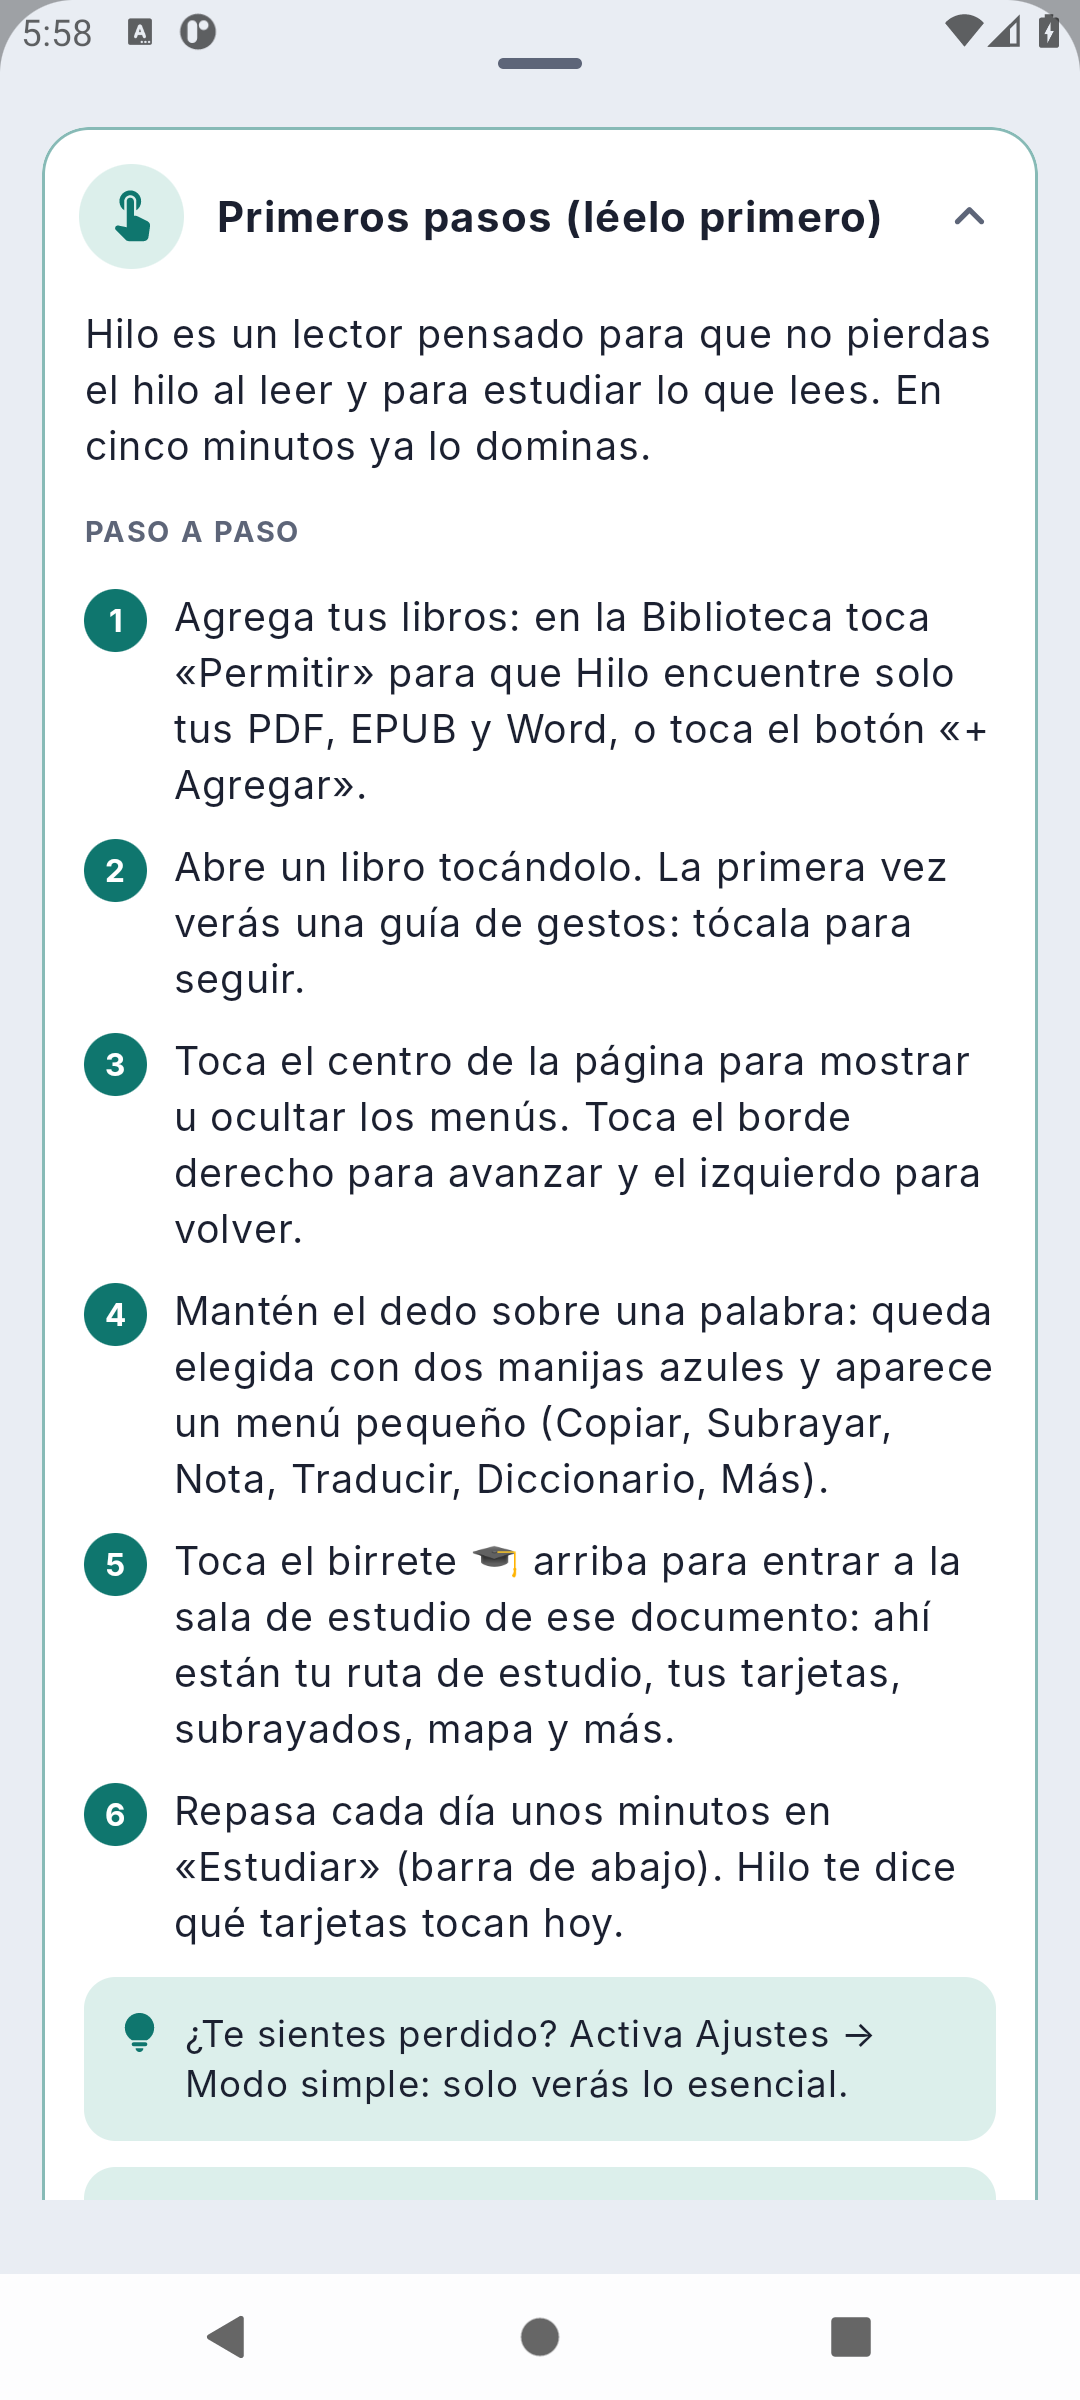 5:58
Primeros pasos (léelo primero)
Hilo es un lector pensado para que no pierdas
el hilo al leer y para estudiar lo que lees. En
cinco minutos ya lo dominas.
PASO A PASO
1 Agrega tus libros: en la Biblioteca toca
«Permitir» para que Hilo encuentre solo
tus PDF, EPUB y Word, o toca el botón «+
Agregar».
2 Abre un libro tocándolo. La primera vez
verás una guía de gestos: tócala para
seguir.
3 Toca el centro de la página para mostrar
u ocultar los menús. Toca el borde
derecho para avanzar y el izquierdo para
volver.
4 Mantén el dedo sobre una palabra: queda
elegida con dos manijas azules y aparece
un menú pequeño (Copiar, Subrayar,
Nota, Traducir, Diccionario, Más).
5 Toca el birrete 🎓 arriba para entrar a la
sala de estudio de ese documento: ahí
están tu ruta de estudio, tus tarjetas,
subrayados, mapa y más.
6 Repasa cada día unos minutos en
«Estudiar» (barra de abajo). Hilo te dice
qué tarjetas tocan hoy.
¿Te sientes perdido? Activa Ajustes →
Modo simple: solo verás lo esencial.